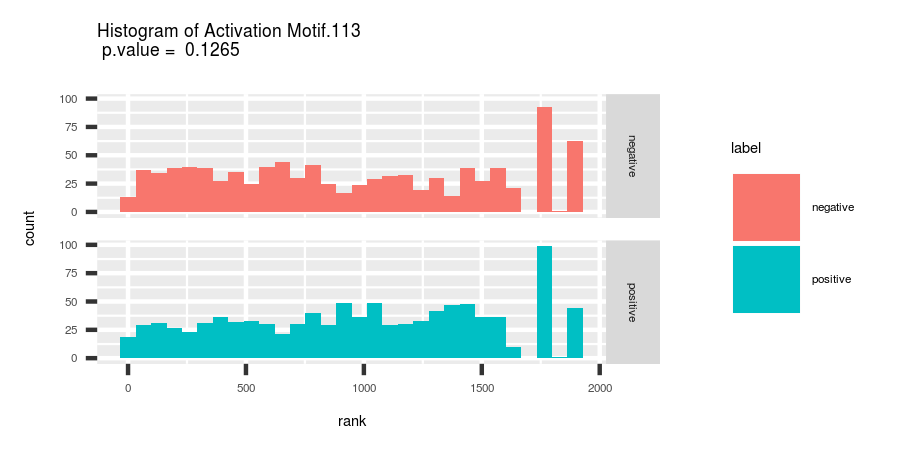 Histogram of Activation Motif.113
p.value = 0.1265
count
100
75
50
25
0
negative
100
75
50
25
0
positive
0 500 1000 1500 2000
rank
label
negative
positive